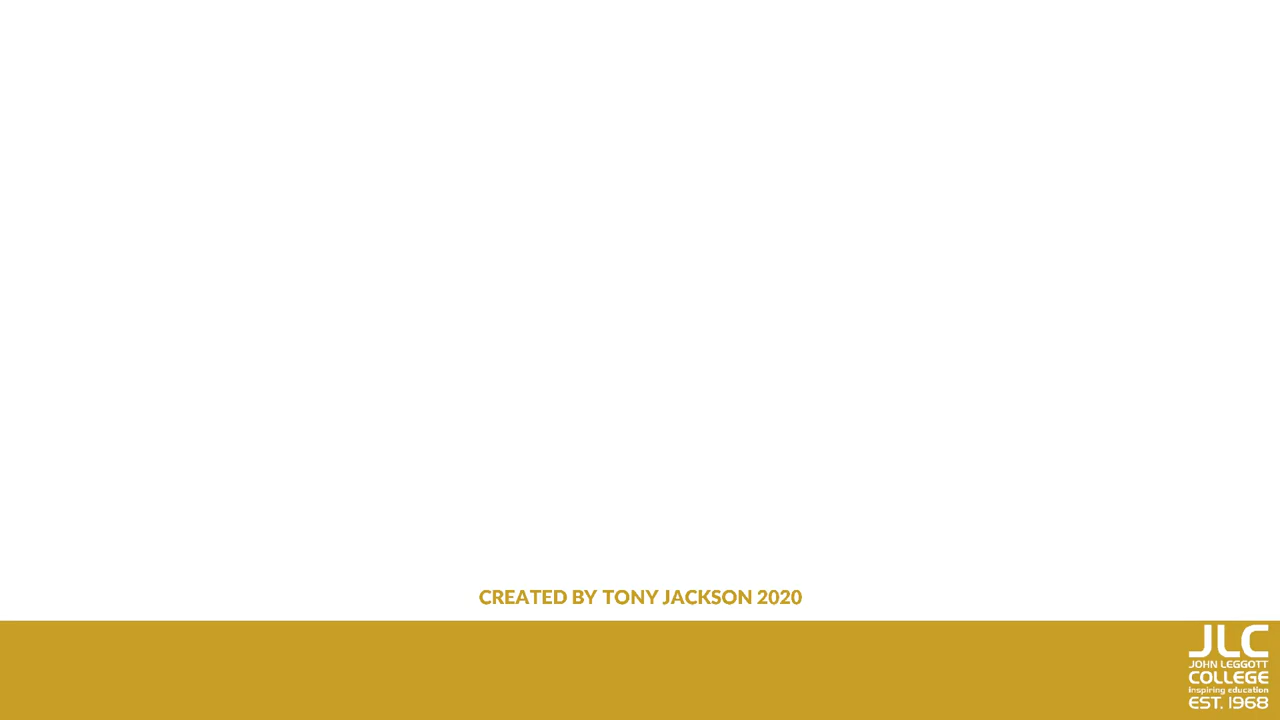 CREATED BY TONY JACKSON 2020
JLC
JOHN LEGGOTT
COLLEGE
Inspiring education
EST. 1968